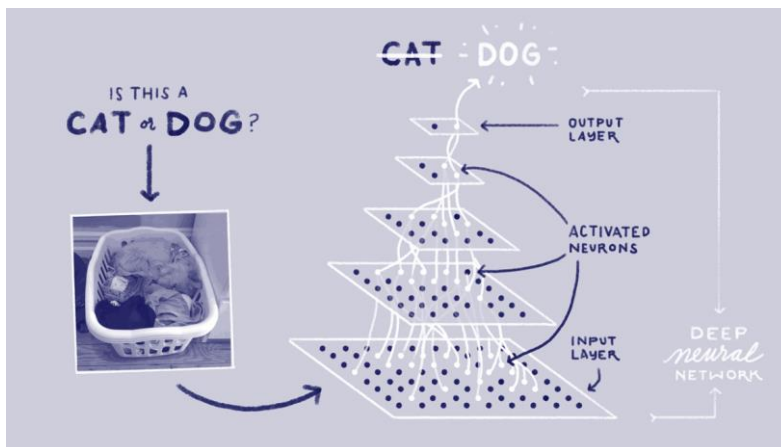 CAT DOG
IS THIS A
CAT or DOG?
OUTPUT
LAYER
ACTIVATED
NEURONS
INPUT
LAYER
DEEP
neural
NETWORK